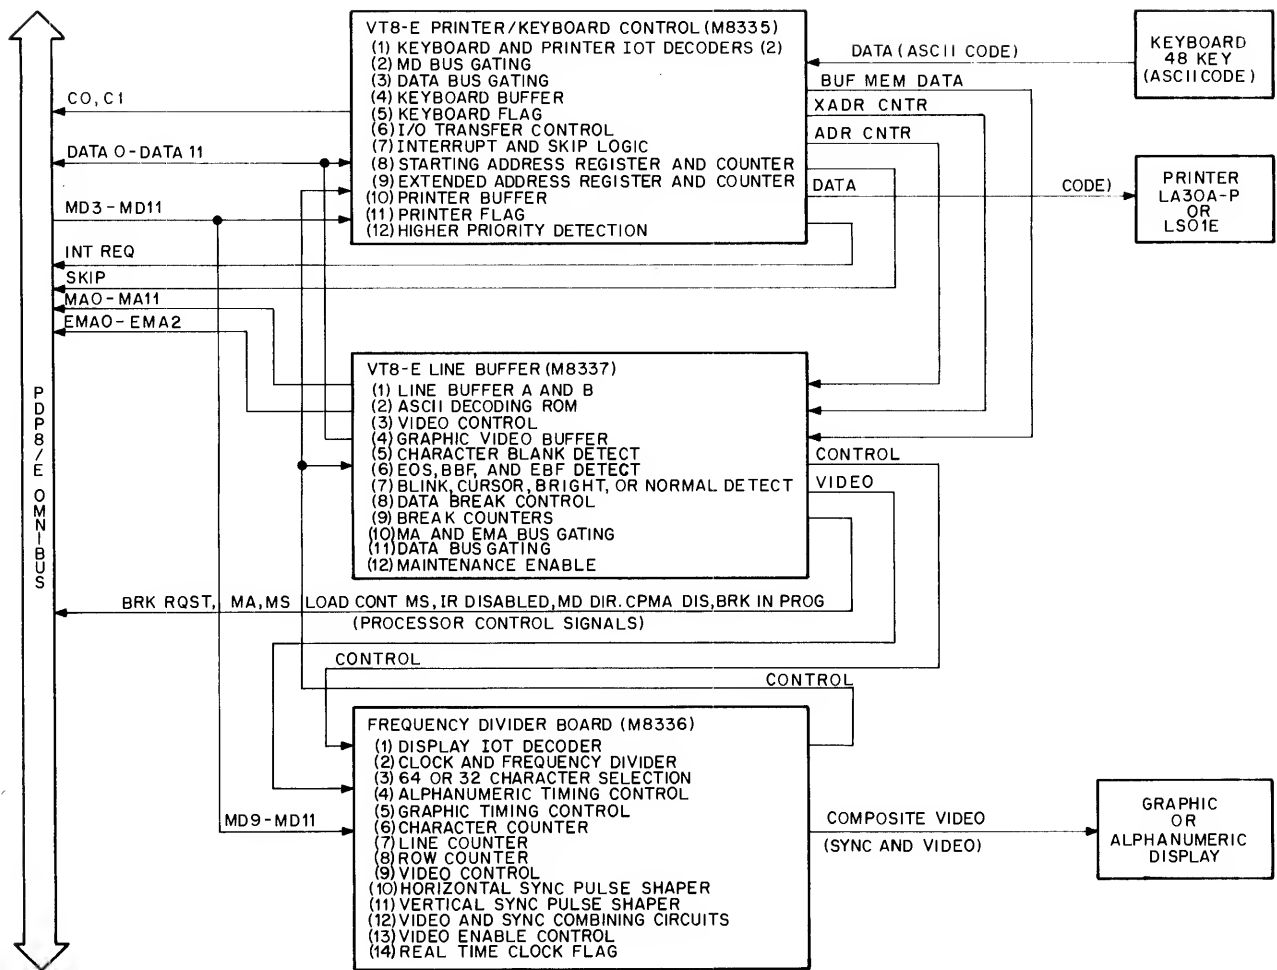 VT8-E PRINTER/KEYBOARD CONTROL (M8335)
(1) KEYBOARD AND PRINTER IOT DECODERS (2)
(2) MD BUS GATING
(3) DATA BUS GATING
(4) KEYBOARD BUFFER
(5) KEYBOARD FLAG
(6) I/O TRANSFER CONTROL
(7) INTERRUPT AND SKIP LOGIC
(8) STARTING ADDRESS REGISTER AND COUNTER
(9) EXTENDED ADDRESS REGISTER AND COUNTER
(10) PRINTER BUFFER
(11) PRINTER FLAG
(12) HIGHER PRIORITY DETECTION
DATA (ASCII CODE)
BUF MEM DATA
XADR CNTR
ADR CNTR
DATA CODE)
KEYBOARD
48 KEY
(ASCII CODE)
PRINTER
LA30A-P
OR
LS01E
C0, C1
DATA 0-DATA 11
MD3-MD11
INT REQ
SKIP
MA0-MA11
EMA0-EMA2
PDP8/E OMNIBUS
VT8-E LINE BUFFER (M8337)
(1) LINE BUFFER A AND B
(2) ASCII DECODING ROM
(3) VIDEO CONTROL
(4) GRAPHIC VIDEO BUFFER
(5) CHARACTER BLANK DETECT
(6) EOS, BBF, AND EBF DETECT
(7) BLINK, CURSOR, BRIGHT, OR NORMAL DETECT
(8) DATA BREAK CONTROL
(9) BREAK COUNTERS
(10) MA AND EMA BUS GATING
(11) DATA BUS GATING
(12) MAINTENANCE ENABLE
CONTROL
VIDEO
BRK RQST, MA, MS LOAD CONT MS, IR DISABLED, MD DIR. CPMA DIS, BRK IN PROG
(PROCESSOR CONTROL SIGNALS)
CONTROL
CONTROL
FREQUENCY DIVIDER BOARD (M8336)
(1) DISPLAY IOT DECODER
(2) CLOCK AND FREQUENCY DIVIDER
(3) 64 OR 32 CHARACTER SELECTION
(4) ALPHANUMERIC TIMING CONTROL
(5) GRAPHIC TIMING CONTROL
(6) CHARACTER COUNTER
(7) LINE COUNTER
(8) ROW COUNTER
(9) VIDEO CONTROL
(10) HORIZONTAL SYNC PULSE SHAPER
(11) VERTICAL SYNC PULSE SHAPER
(12) VIDEO AND SYNC COMBINING CIRCUITS
(13) VIDEO ENABLE CONTROL
(14) REAL TIME CLOCK FLAG
MD9-MD11
COMPOSITE VIDEO
(SYNC AND VIDEO)
GRAPHIC
OR
ALPHANUMERIC
DISPLAY